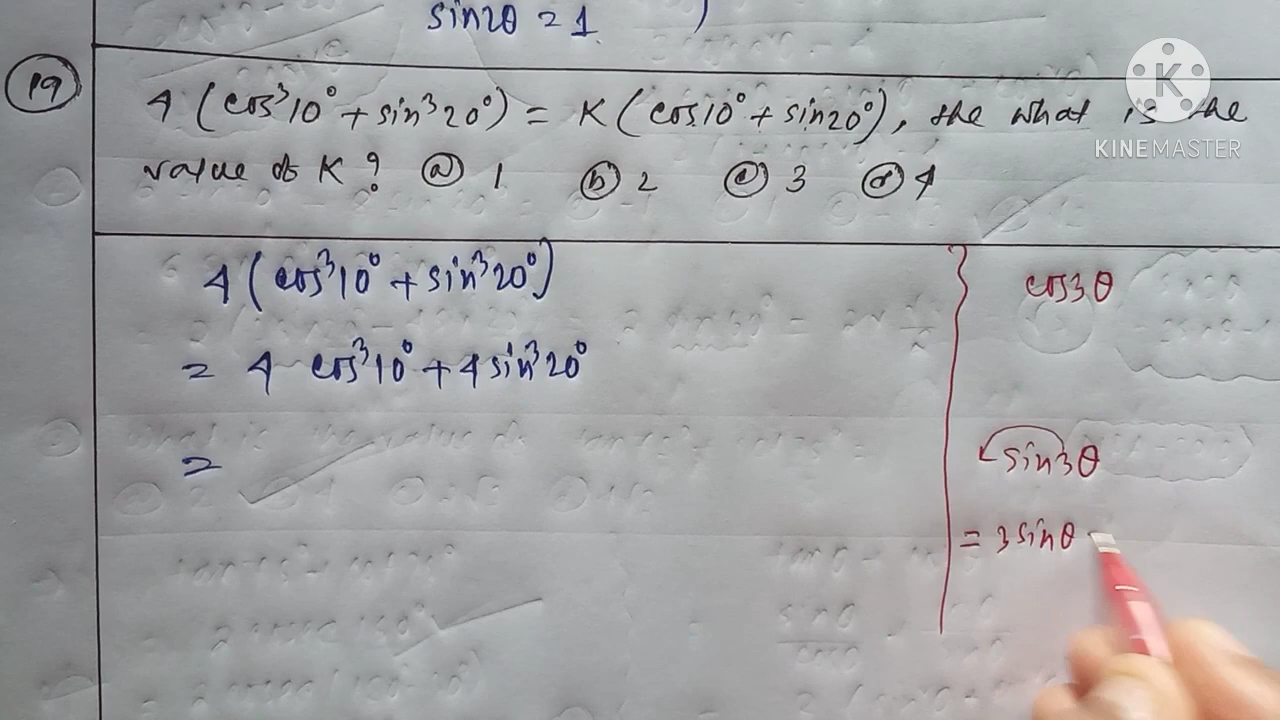 sin2θ = 1
19
4 (cos³10° + sin³20°) = K (cos10° + sin20°), the what is the
value of K? (a) 1 (b) 2 (c) 3 (d) 4
K
KINEMASTER
4 (cos³10° + sin³20°)
= 4 cos³10° + 4 sin³20°
=
cos3θ
sin3θ
= 3 sinθ